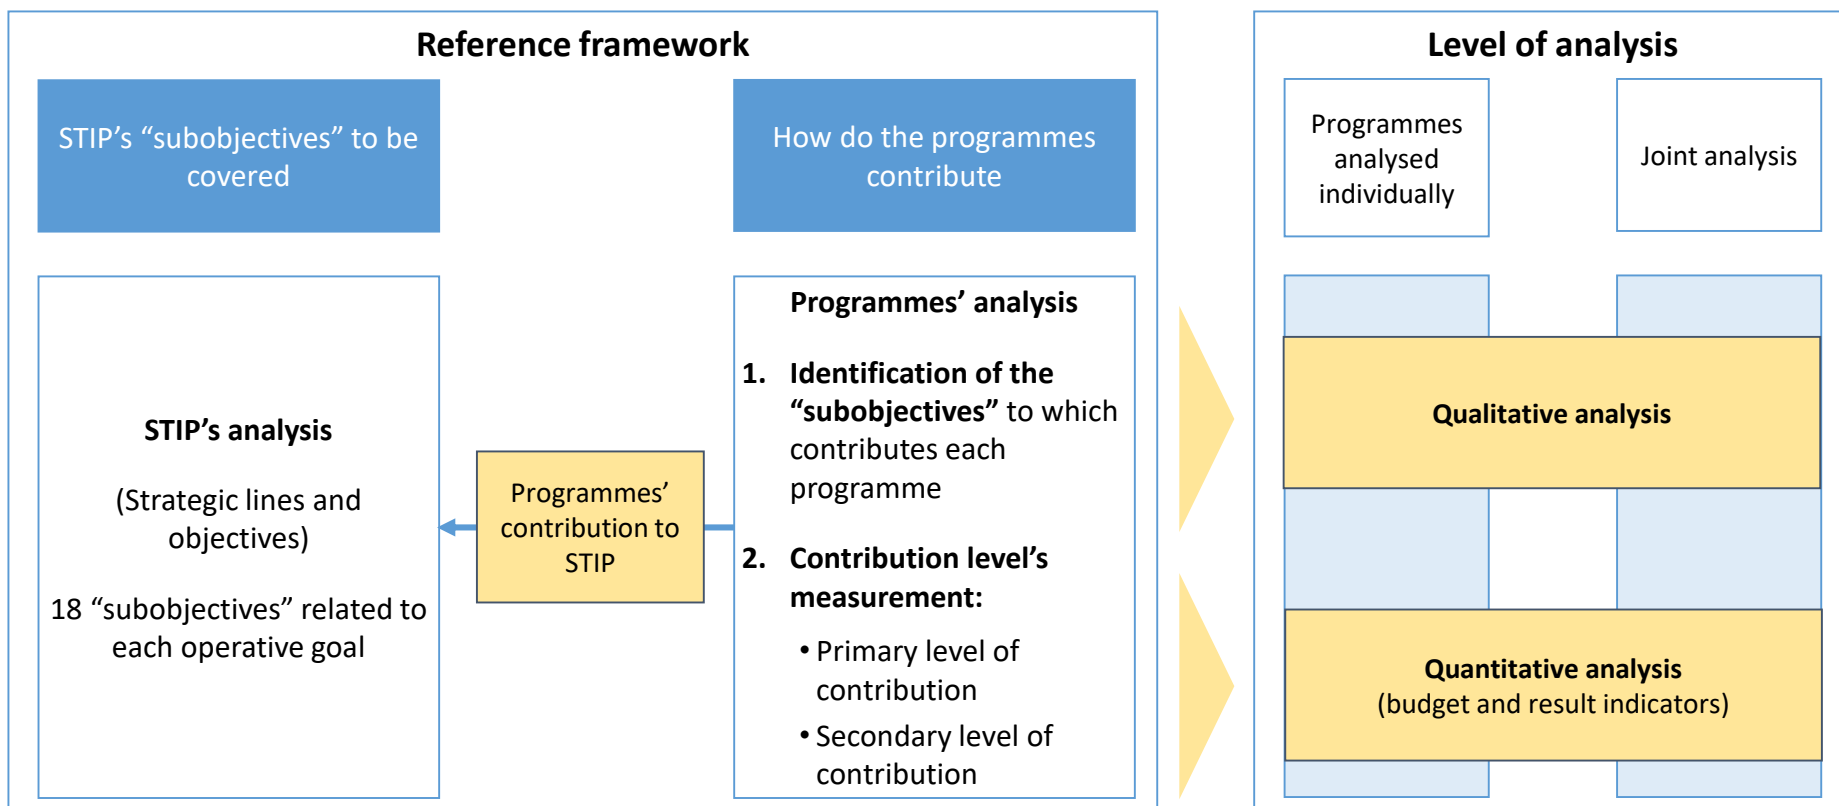 Reference framework
STIP’s “subobjectives” to be
covered
How do the programmes
contribute
STIP’s analysis
(Strategic lines and
objectives)
18 “subobjectives” related to
each operative goal
Programmes’
contribution to
STIP
Programmes’ analysis
1. Identification of the
“subobjectives” to which
contributes each
programme
2. Contribution level’s
measurement:
• Primary level of
contribution
• Secondary level of
contribution
Level of analysis
Programmes
analysed
individually
Joint analysis
Qualitative analysis
Quantitative analysis
(budget and result indicators)